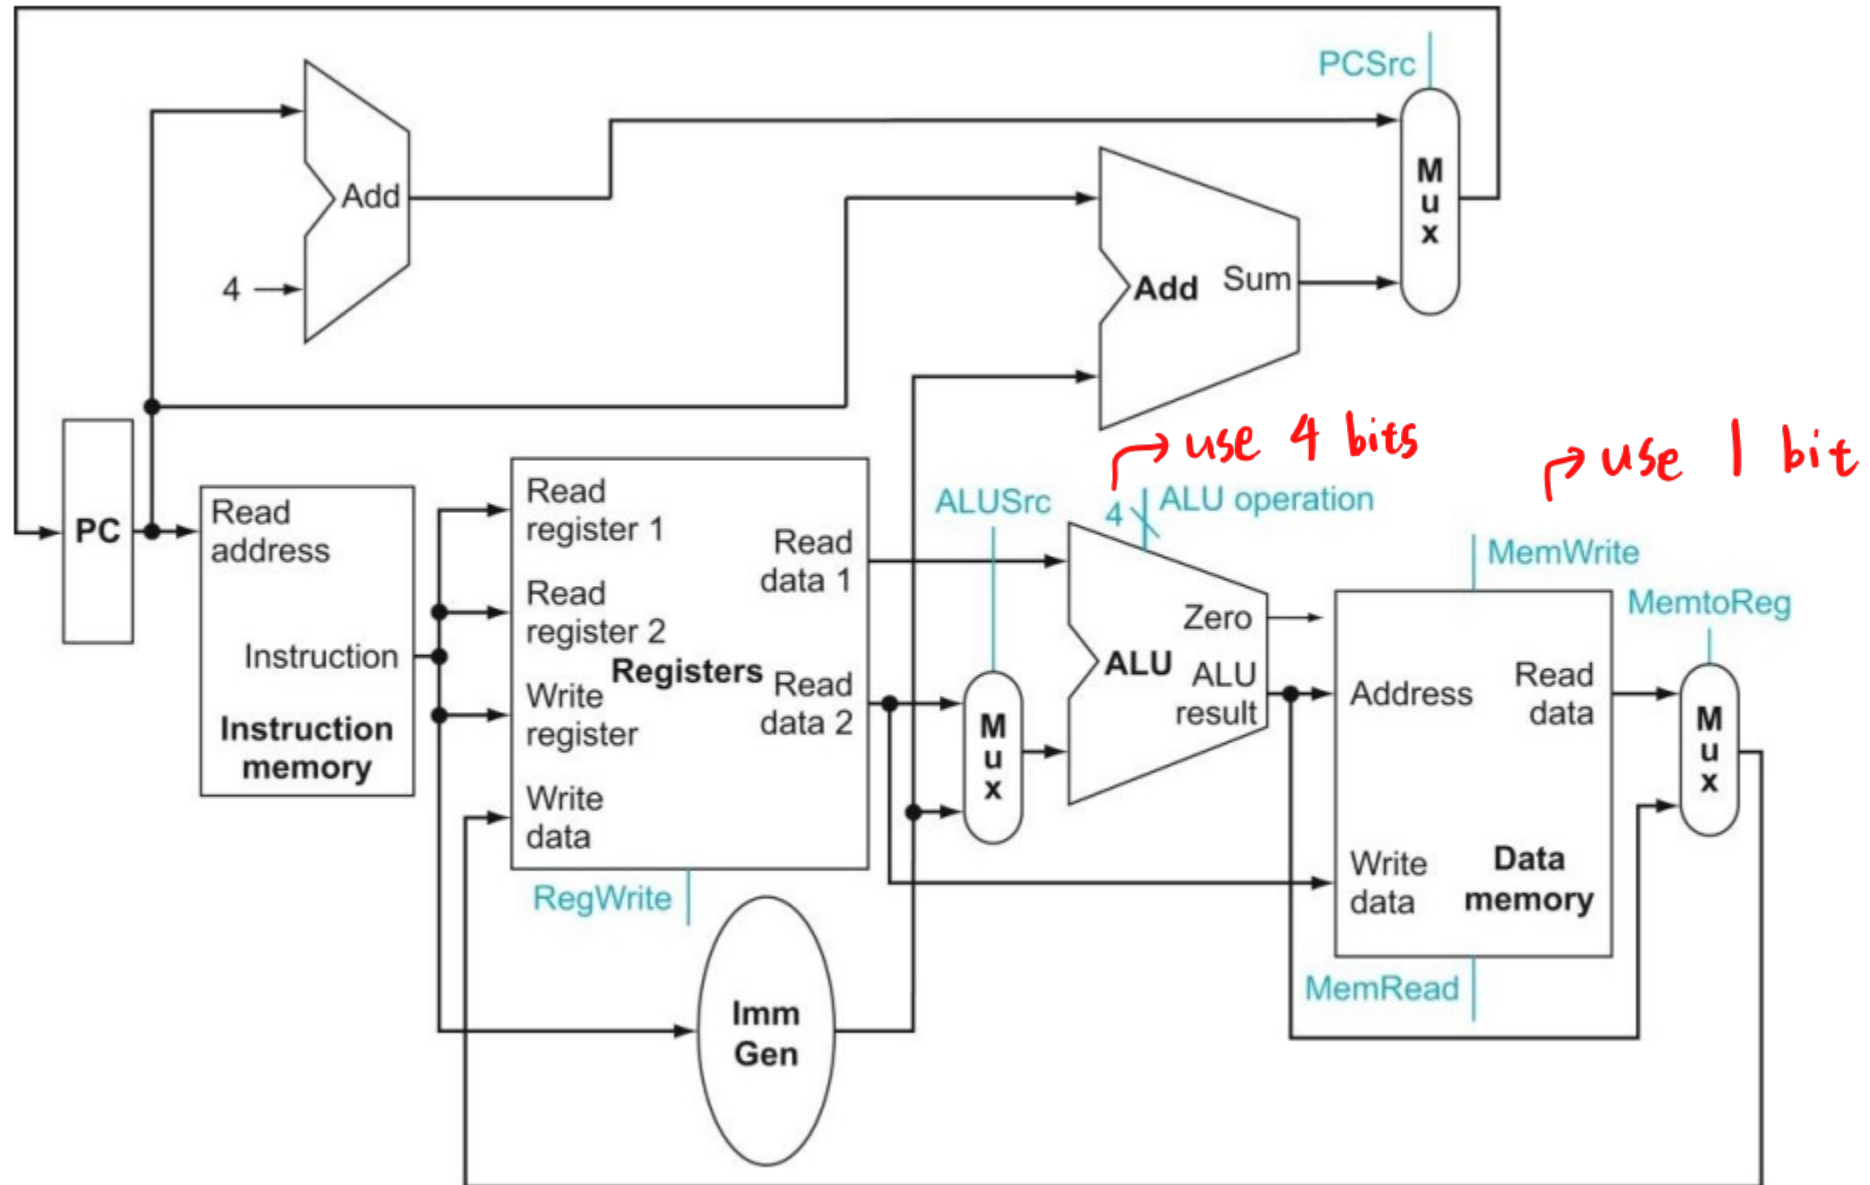 PCSrc
M
u
x
Add
4
Add Sum
→ use 4 bits
→ use 1 bit
PC
Read
address
Instruction
Instruction
memory
Read
register 1
Read
register 2
Write
register
Write
data
Registers
Read
data 1
Read
data 2
RegWrite
Imm
Gen
ALUSrc
M
u
x
4 ALU operation
Zero
ALU
ALU
result
MemWrite
Address
Read
data
Write
data
Data
memory
MemRead
MemtoReg
M
u
x